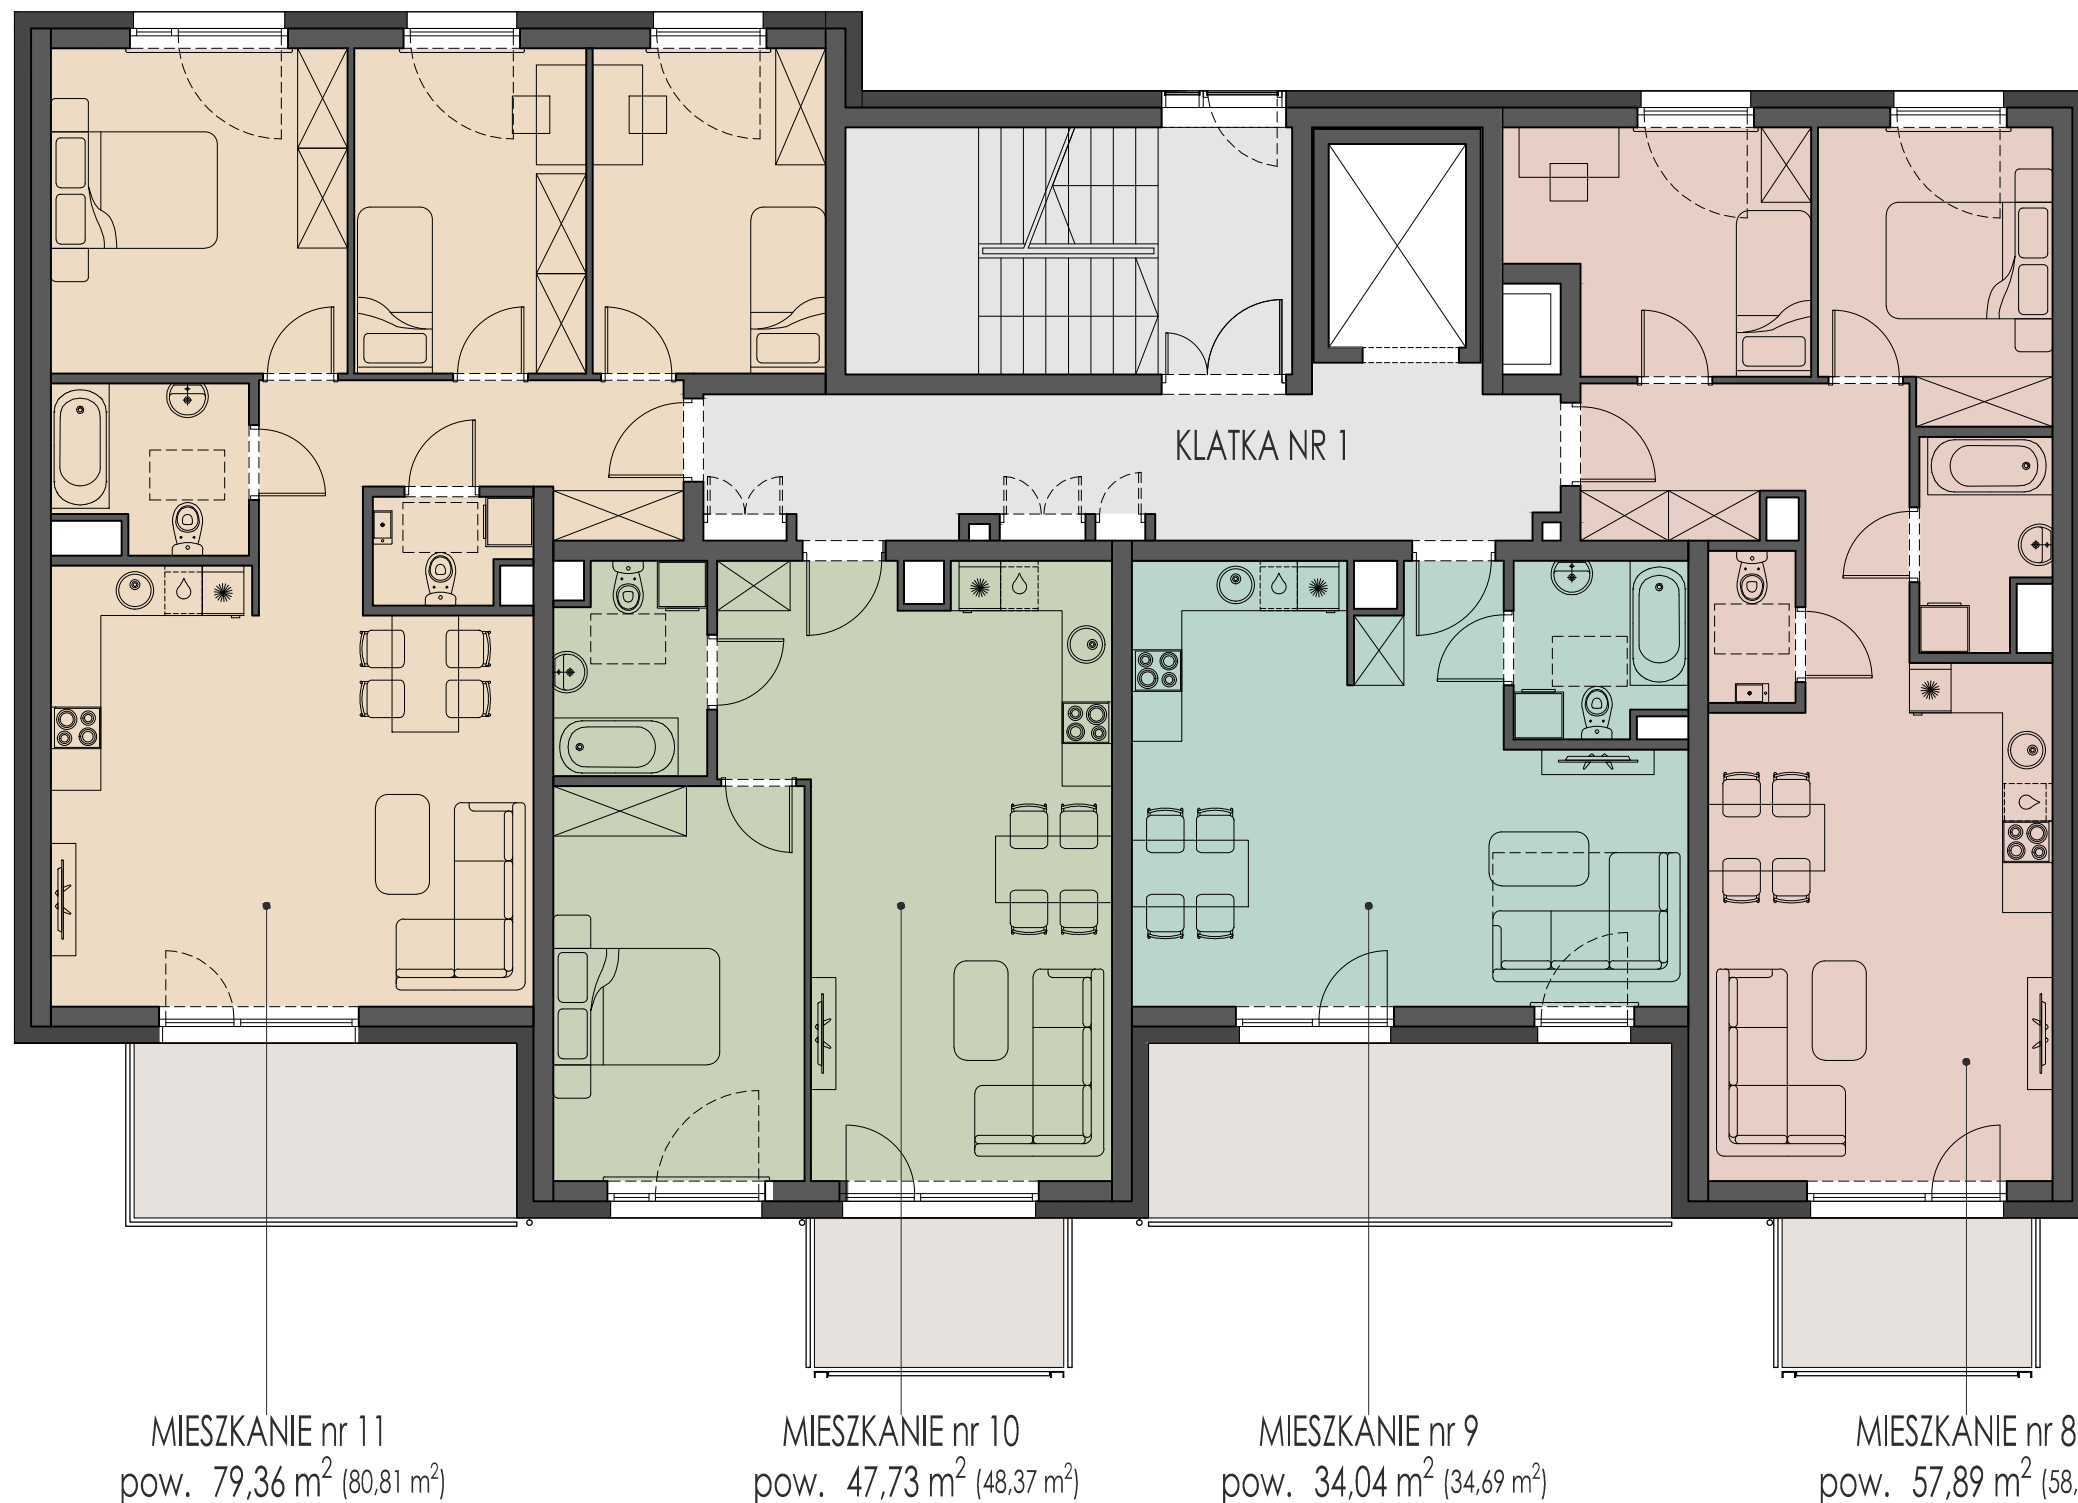 KLATKA NR 1
MIESZKANIE nr 11
pow. 79,36 m² (80,81 m²)
MIESZKANIE nr 10
pow. 47,73 m² (48,37 m²)
MIESZKANIE nr 9
pow. 34,04 m² (34,69 m²)
MIESZKANIE nr 8
pow. 57,89 m² (58,